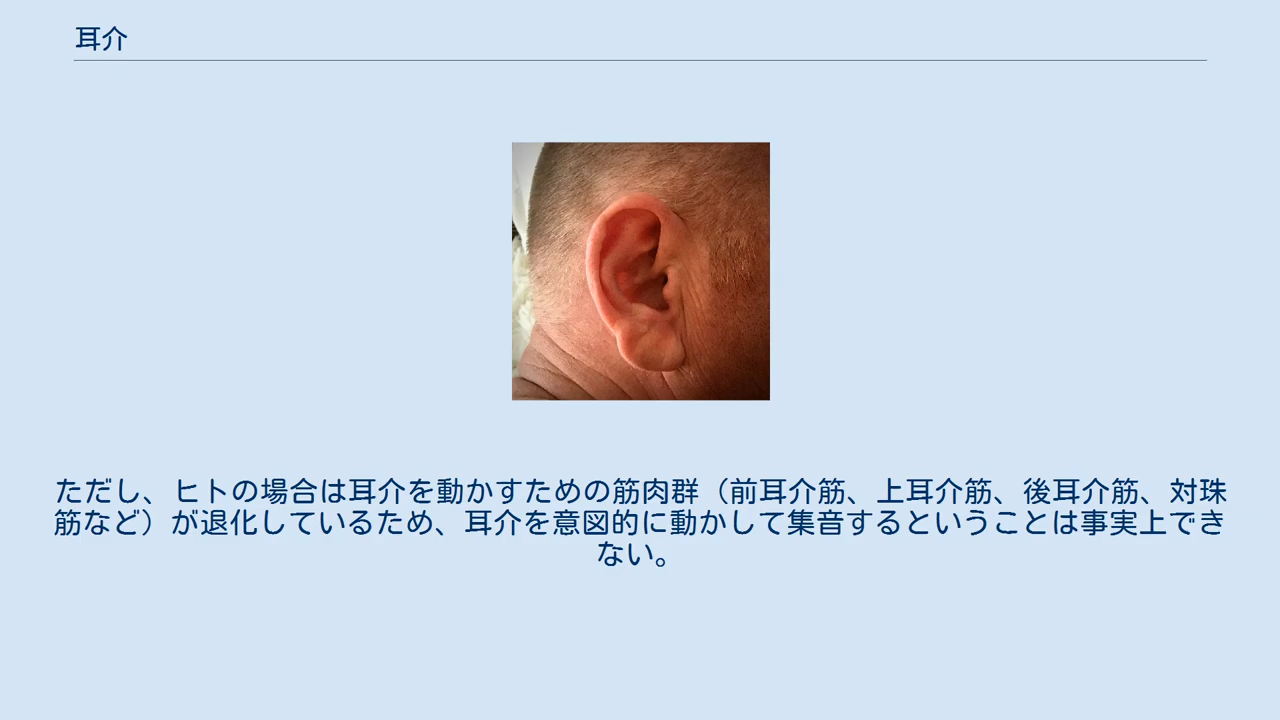 耳介
ただし、ヒトの場合は耳介を動かすための筋肉群（前耳介筋、上耳介筋、後耳介筋、対珠
筋など）が退化しているため、耳介を意図的に動かして集音するということは事実上でき
ない。